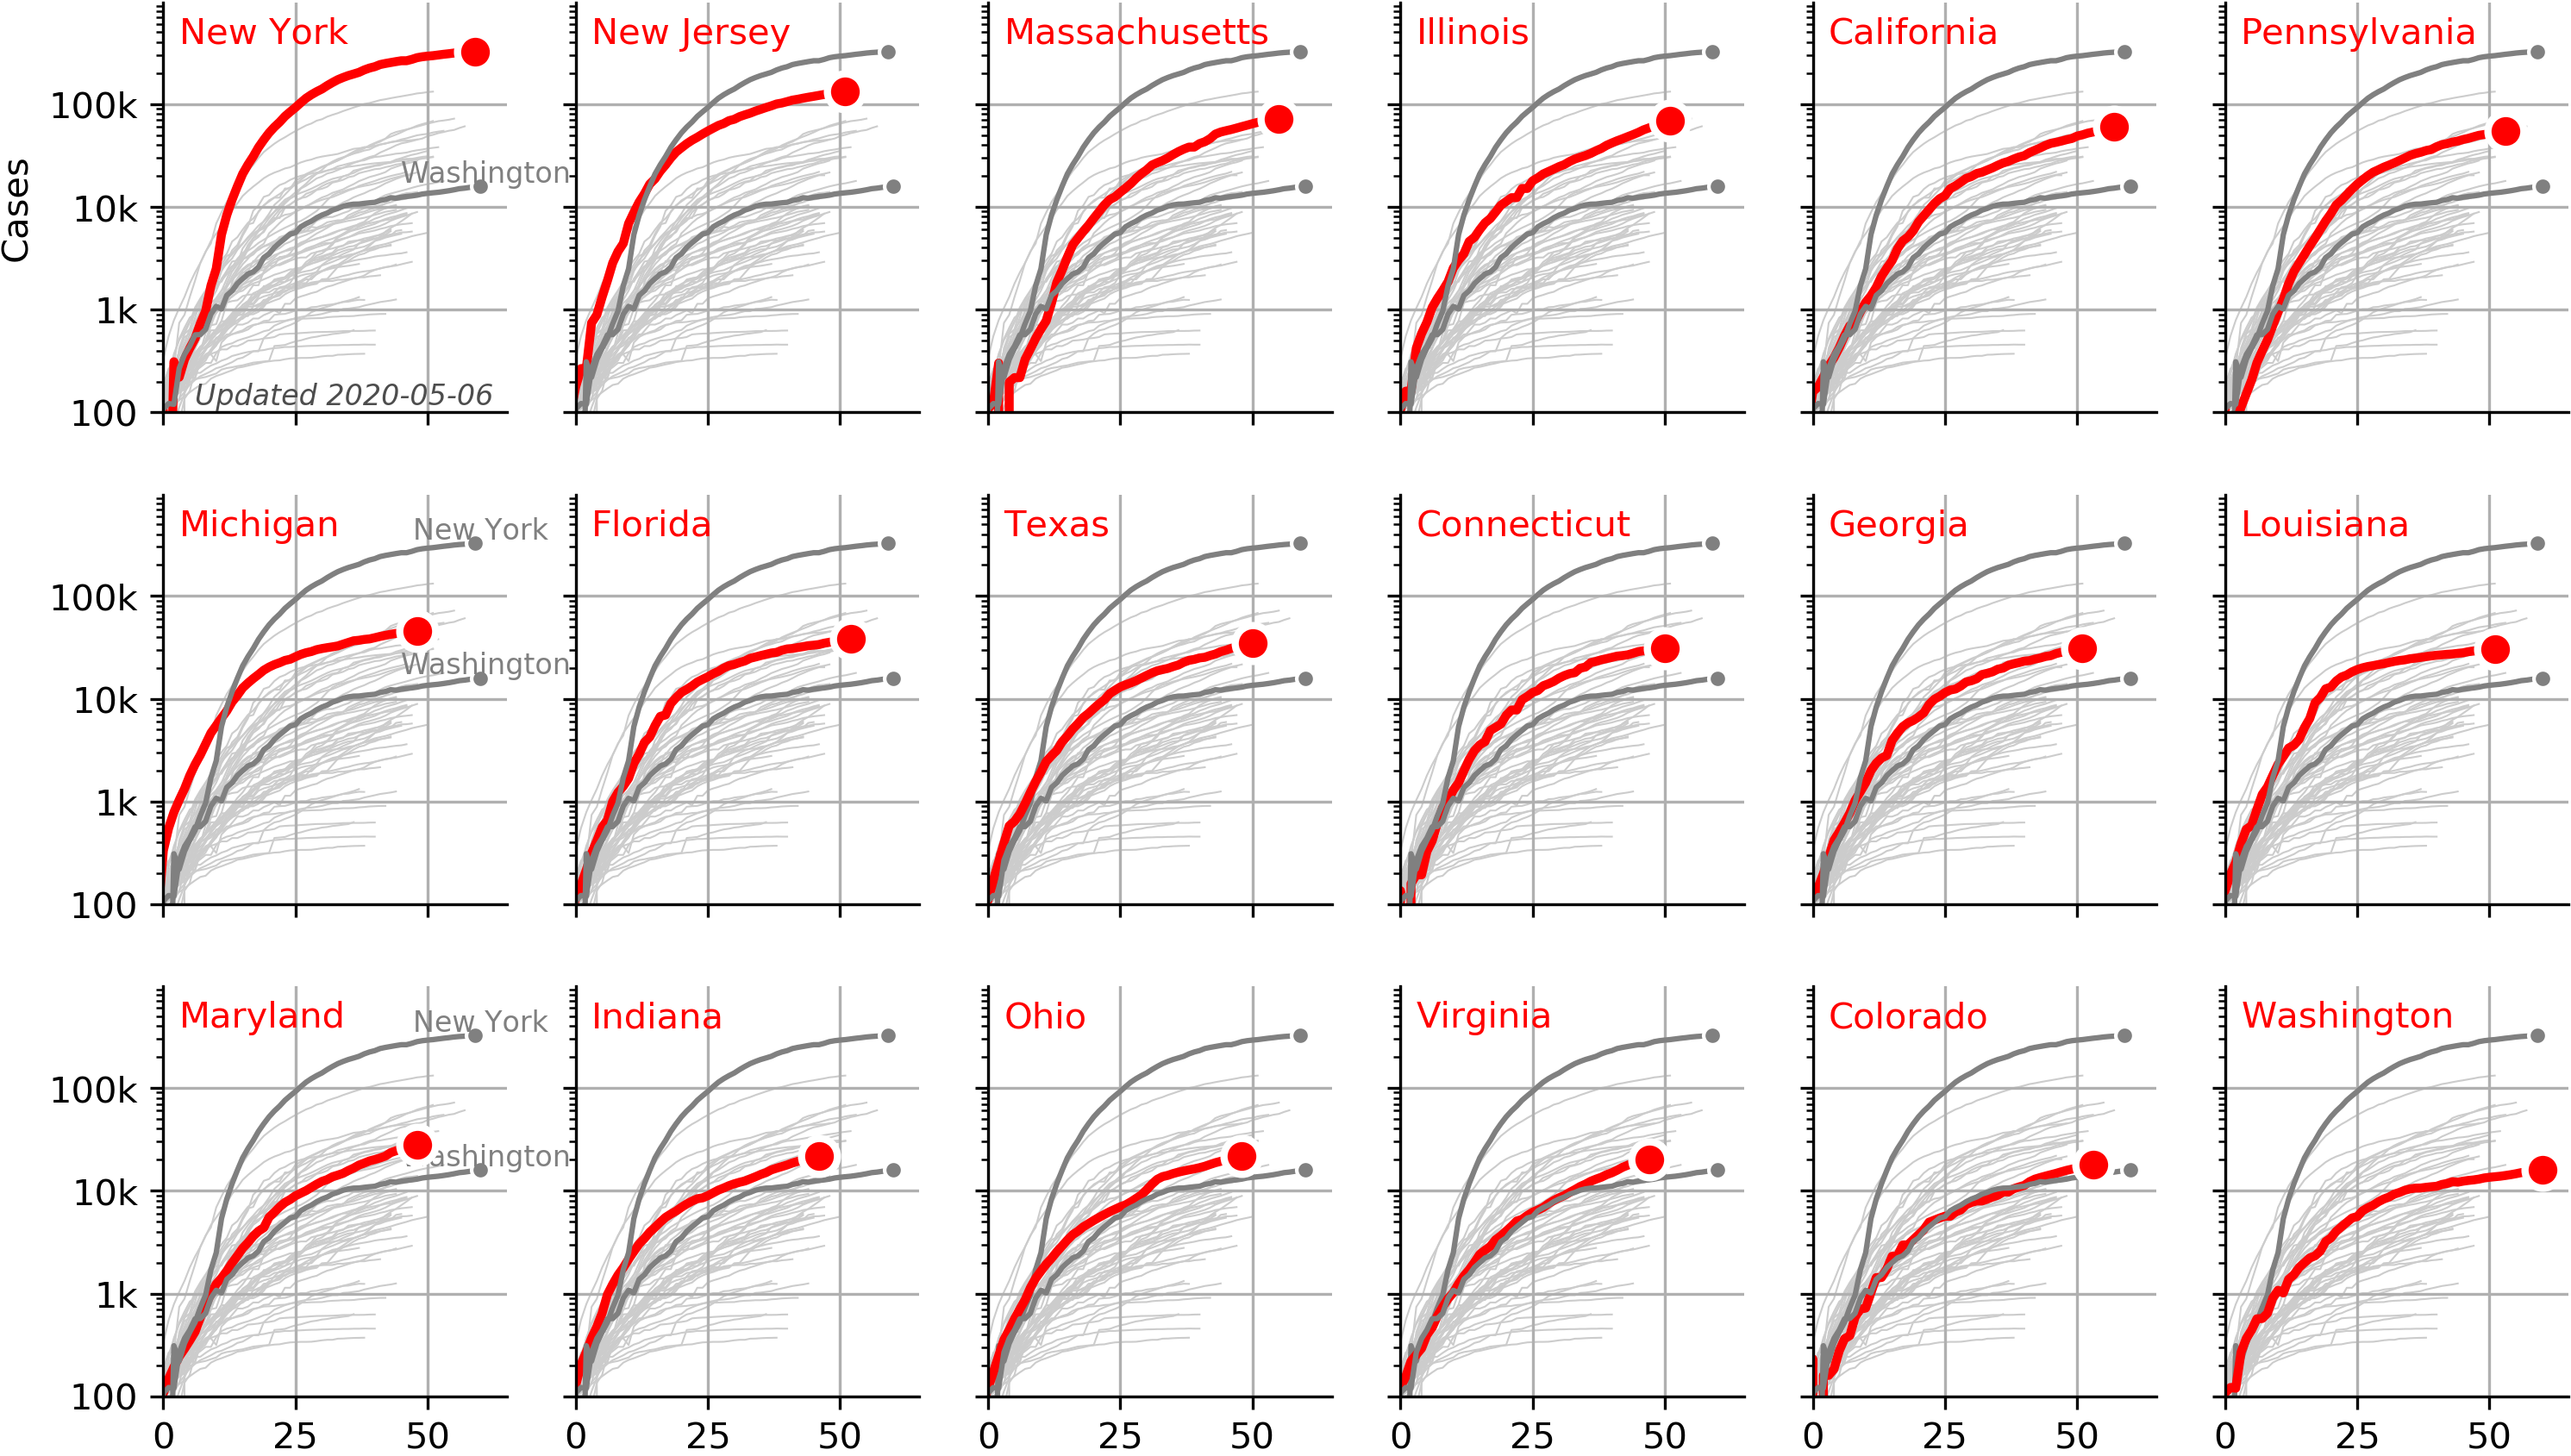 New York
New Jersey
Massachusetts
Illinois
California
Pennsylvania
100k
Washington
10k
Cases
1k
Updated 2020-05-06
100
Michigan
New York
Florida
Texas
Connecticut
Georgia
Louisiana
100k
Washington
10k
1k
100
Maryland
New York
Indiana
Ohio
Virginia
Colorado
Washington
100k
Washington
10k
1k
100
0 25 50 0 25 50 0 25 50 0 25 50 0 25 50 0 25 50